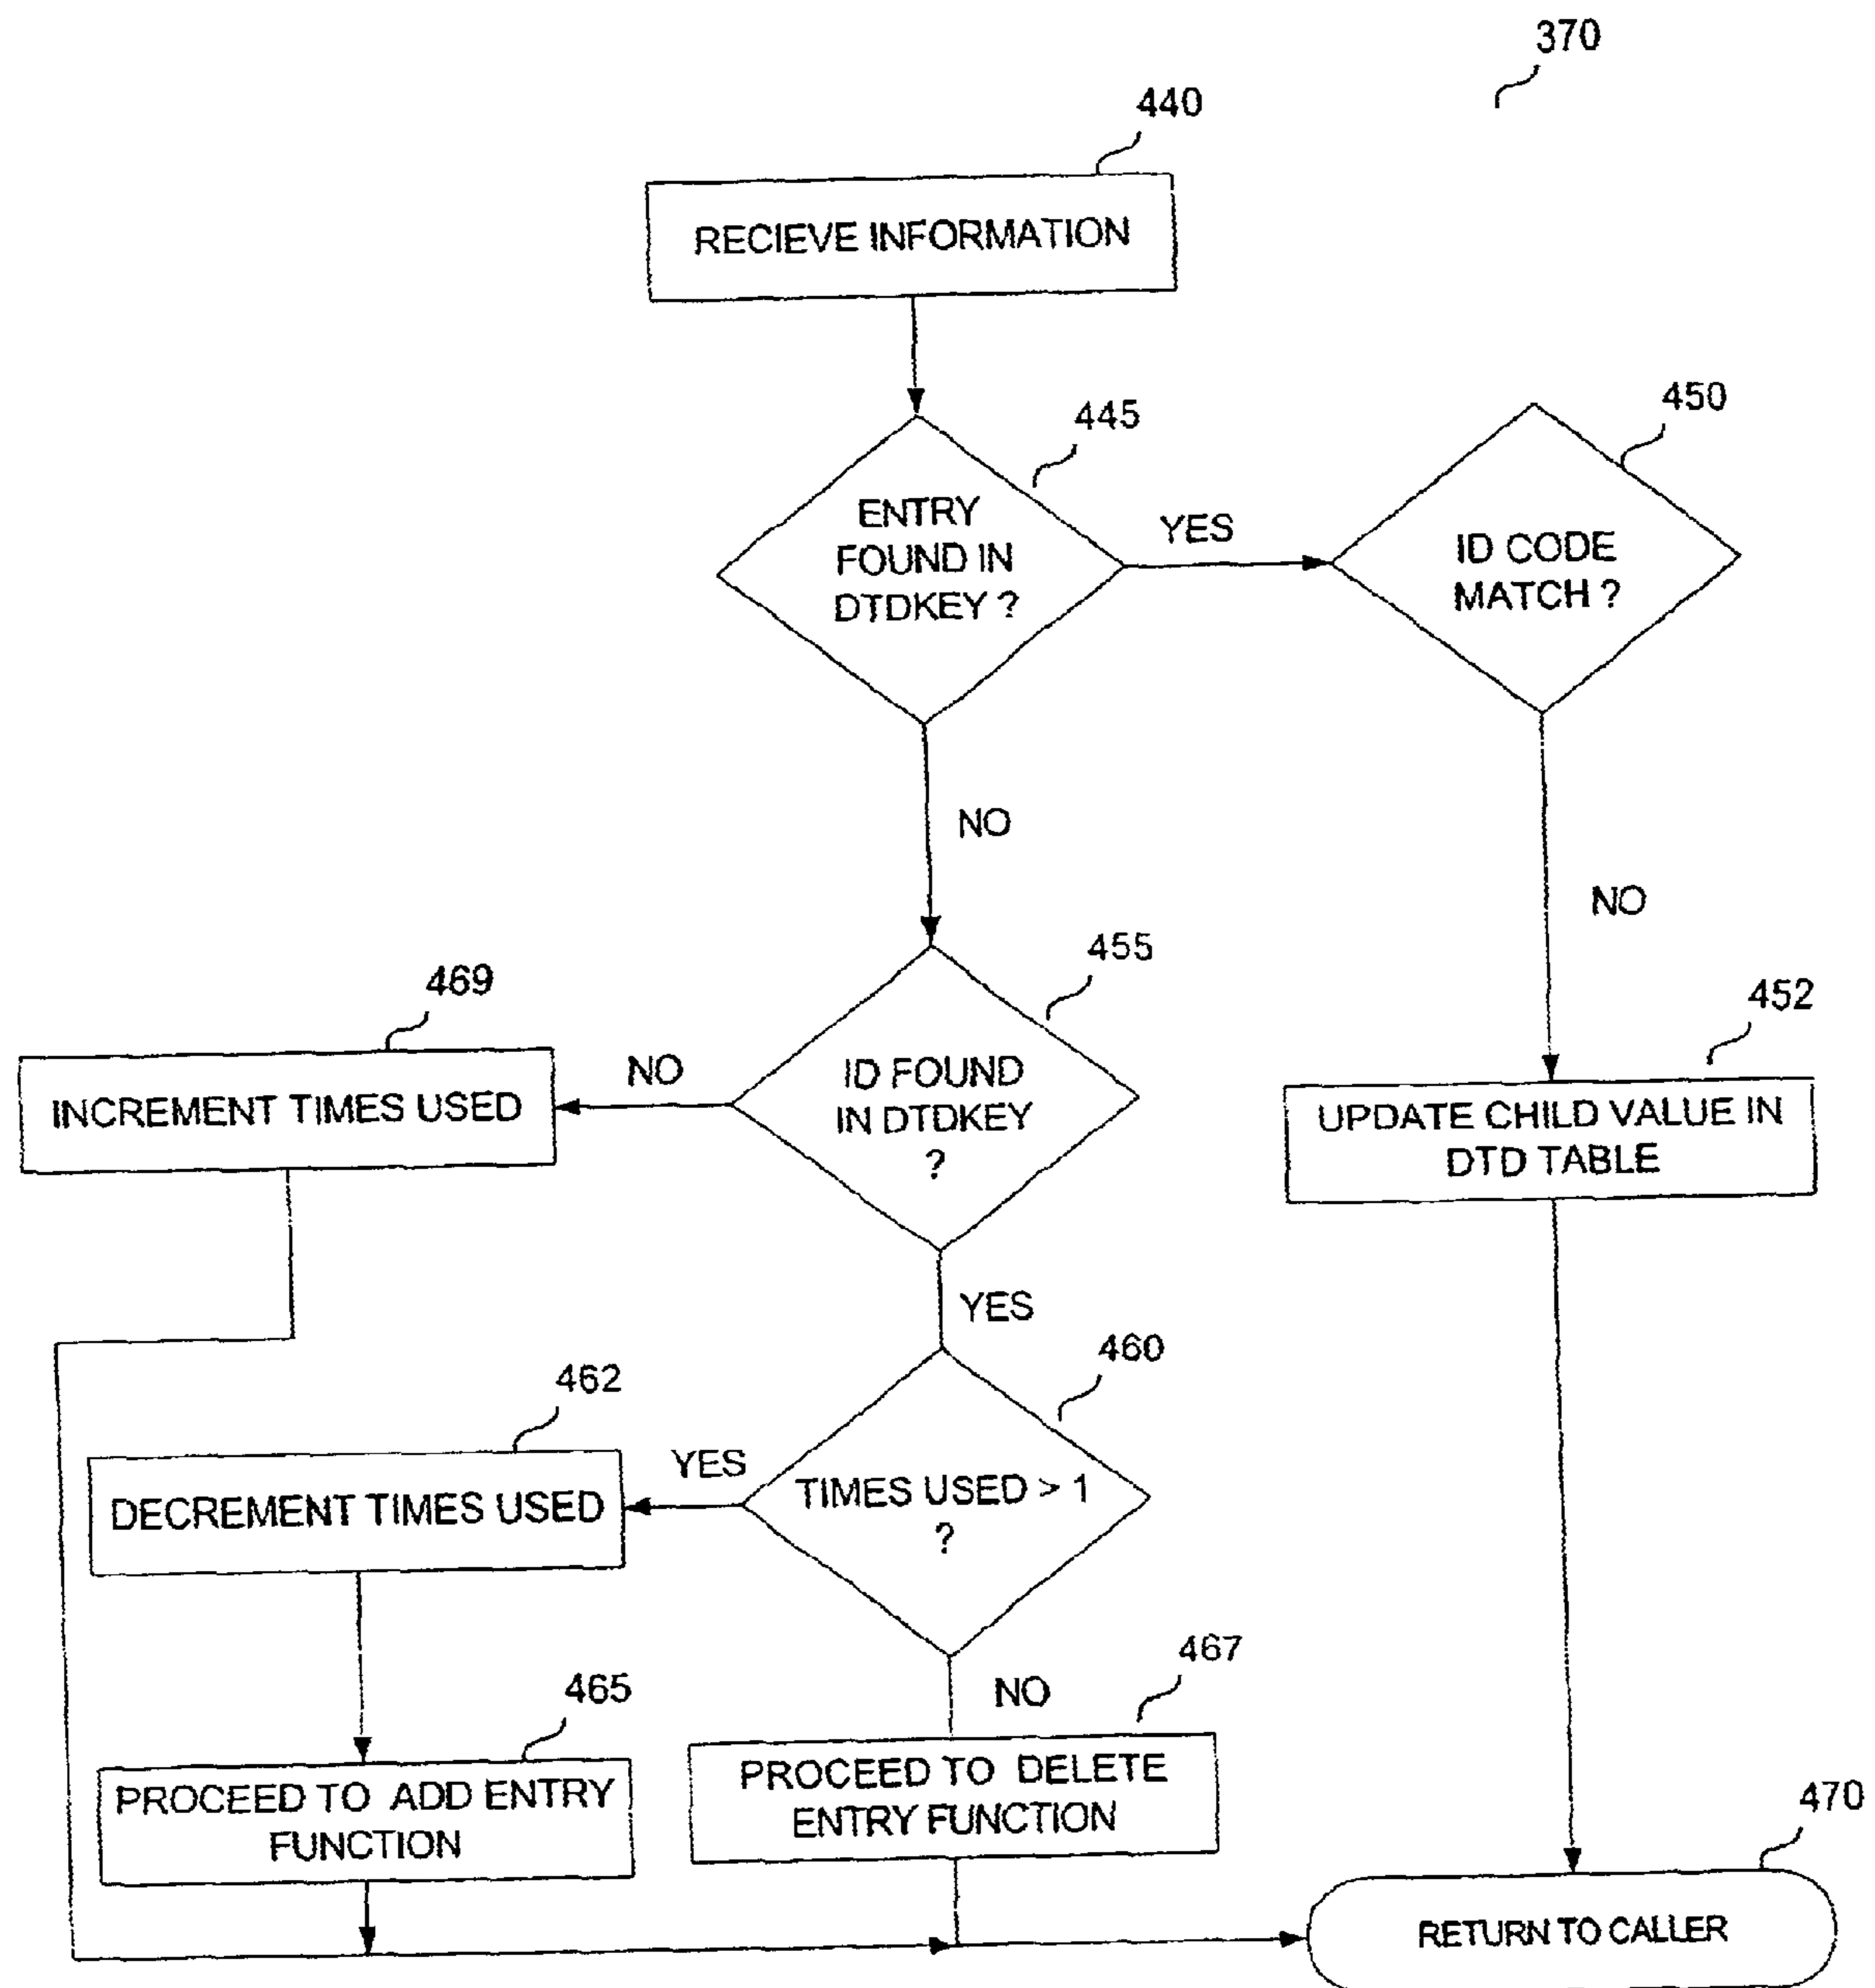 370
440
RECIEVE INFORMATION
445
ENTRY
FOUND IN
DTDKEY ?
YES
450
ID CODE
MATCH ?
NO
NO
455
ID FOUND
IN DTDKEY
?
NO
469
INCREMENT TIMES USED
452
UPDATE CHILD VALUE IN
DTD TABLE
YES
460
TIMES USED > 1
?
YES
462
DECREMENT TIMES USED
465
PROCEED TO ADD ENTRY
FUNCTION
NO
467
PROCEED TO DELETE
ENTRY FUNCTION
470
RETURN TO CALLER